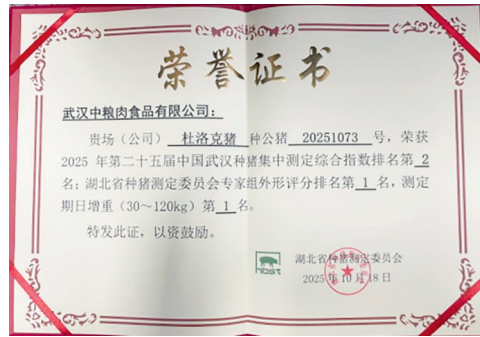 荣誉证书
武汉中粮肉食品有限公司：
贵场（公司） 杜洛克猪 种公猪 20251073 号，荣获
2025 年第二十五届中国武汉种猪集中测定综合指数排名第 2
名；湖北省种猪测定委员会专家组外形评分排名第 1 名，测定
期日增重（30～120kg）第 1 名。
特发此证，以资鼓励。
湖北省种猪测定委员会
2025 年 10 月 18 日